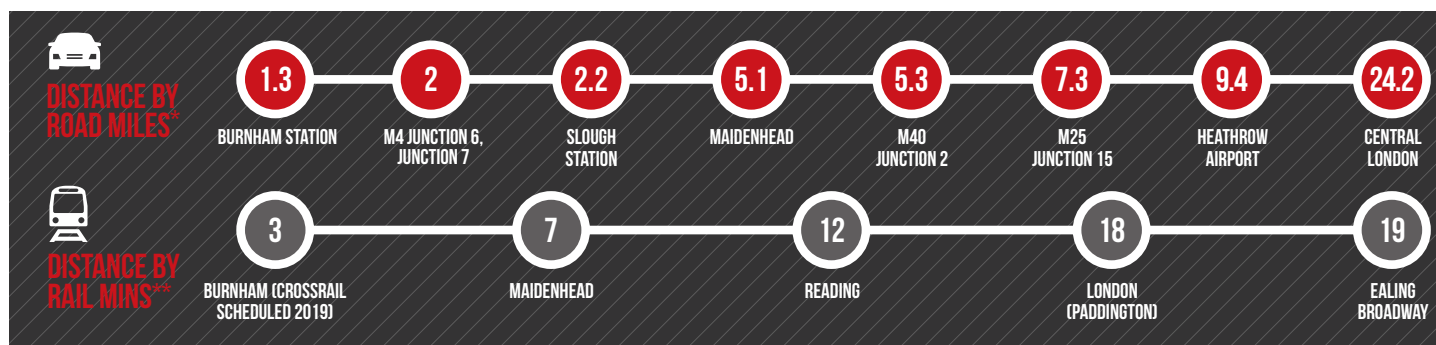 DISTANCE BY
ROAD MILES*
1.3
2
2.2
5.1
5.3
7.3
9.4
24.2
BURNHAM STATION
M4 JUNCTION 6,
JUNCTION 7
SLOUGH
STATION
MAIDENHEAD
M40
JUNCTION 2
M25
JUNCTION 15
HEATHROW
AIRPORT
CENTRAL
LONDON
DISTANCE BY
RAIL MINS**
3
7
12
18
19
BURNHAM (CROSSRAIL
SCHEDULED 2019)
MAIDENHEAD
READING
LONDON
(PADDINGTON)
EALING
BROADWAY